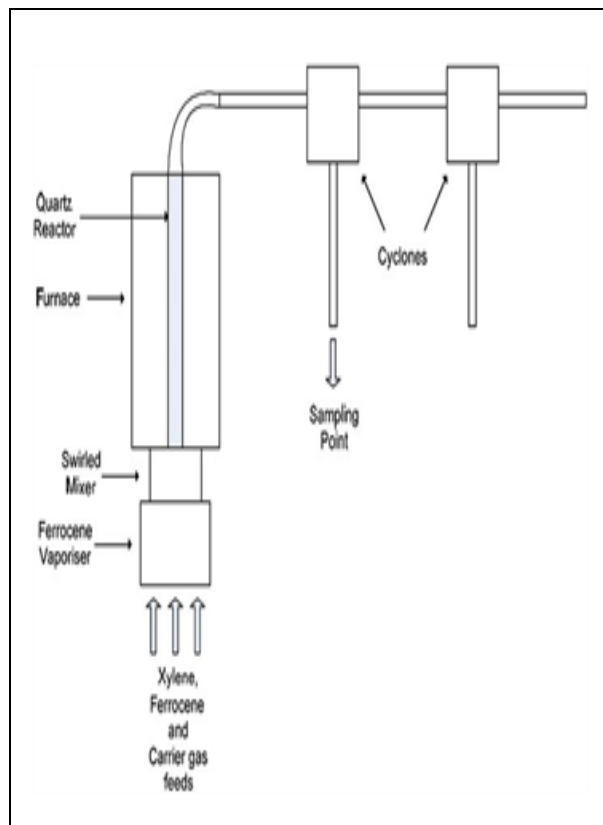 Quartz
Reactor
Furnace
Cyclones
Sampling
Point
Swirled
Mixer
Ferrocene
Vaporiser
Xylene,
Ferrocene
and
Carrier gas
feeds